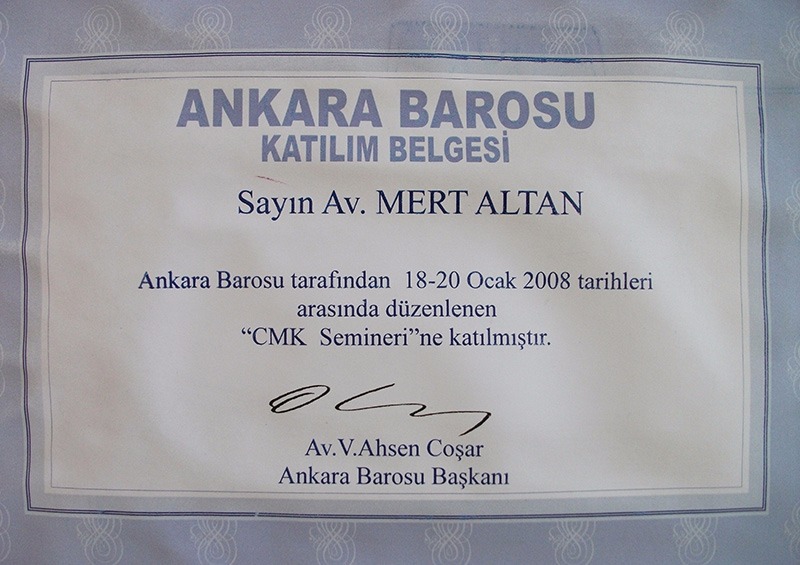 ANKARA BAROSU
KATILIM BELGESİ
Sayın Av. MERT ALTAN
Ankara Barosu tarafından 18-20 Ocak 2008 tarihleri
arasında düzenlenen
“CMK Semineri”ne katılmıştır.
Av.V.Ahsen Coşar
Ankara Barosu Başkanı